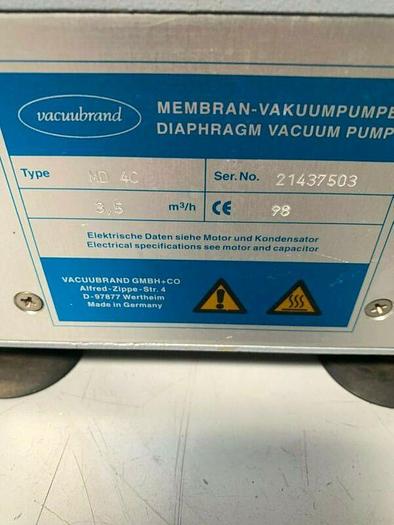 vacuubrand
MEMBRAN-VAKUUMPUMPE
DIAPHRAGM VACUUM PUMP
Type MD 4C Ser.No. 21437503
3,5 m³/h CE 98
Elektrische Daten siehe Motor und Kondensator
Electrical specifications see motor and capacitor
VACUUBRAND GMBH+CO
Alfred-Zippe-Str. 4
D-97877 Wertheim
Made in Germany